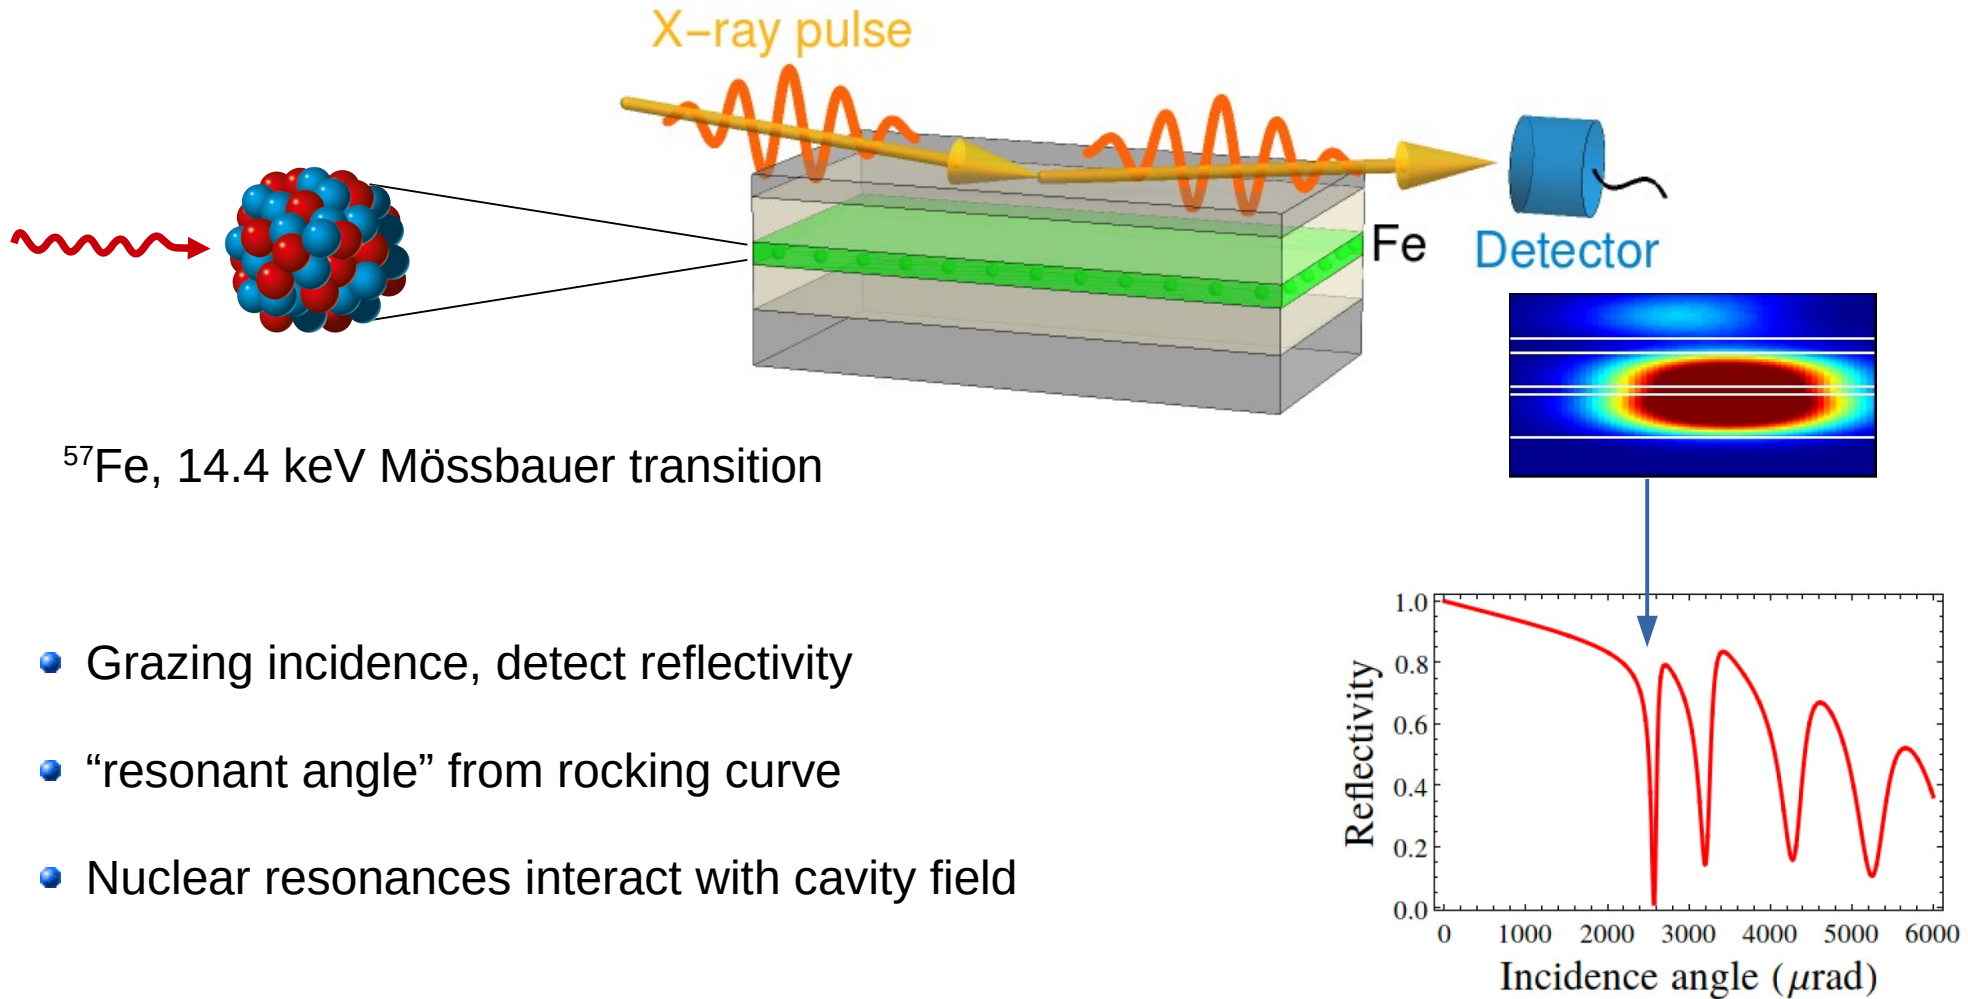 X−ray pulse
Fe
Detector
⁵⁷Fe, 14.4 keV Mössbauer transition
Grazing incidence, detect reflectivity
“resonant angle” from rocking curve
Nuclear resonances interact with cavity field
Reflectivity
1.0
0.8
0.6
0.4
0.2
0.0
0 1000 2000 3000 4000 5000 6000
Incidence angle (μrad)